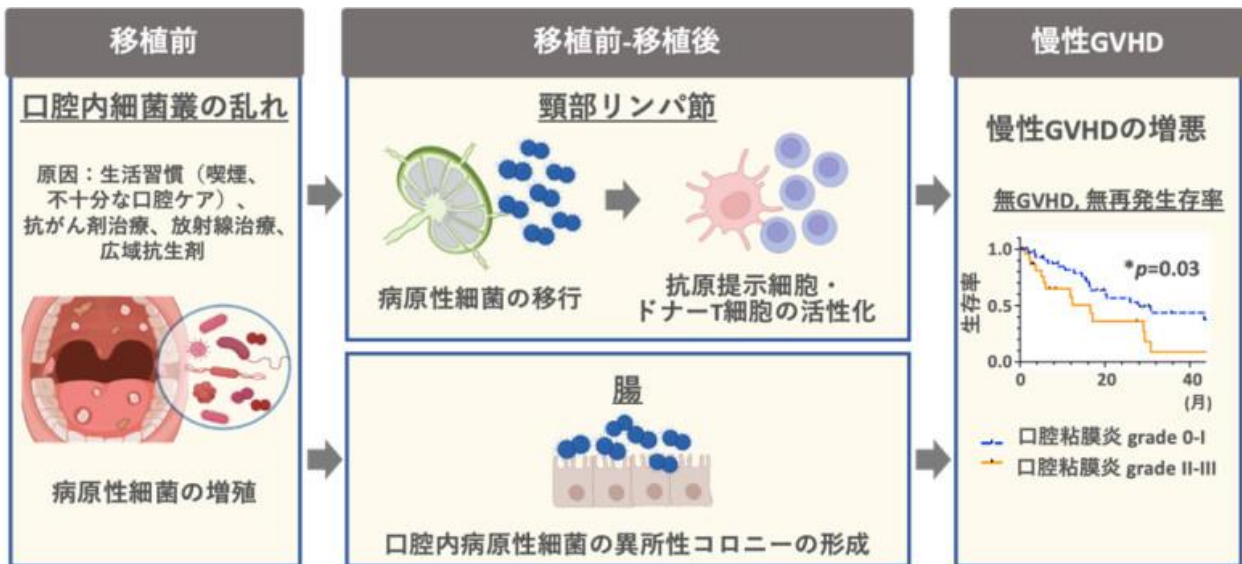 移植前
口腔内細菌叢の乱れ
原因：生活習慣（喫煙、
不十分な口腔ケア）、
抗がん剤治療、放射線治療、
広域抗生剤
病原性細菌の増殖
移植前-移植後
頸部リンパ節
病原性細菌の移行
抗原提示細胞・
ドナーT細胞の活性化
腸
口腔内病原性細菌の異所性コロニーの形成
慢性GVHD
慢性GVHDの増悪
無GVHD, 無再発生存率
生存率
1.0
0.5
0.0
*p=0.03
0 20 40
(月)
口腔粘膜炎 grade 0-I
口腔粘膜炎 grade II-III